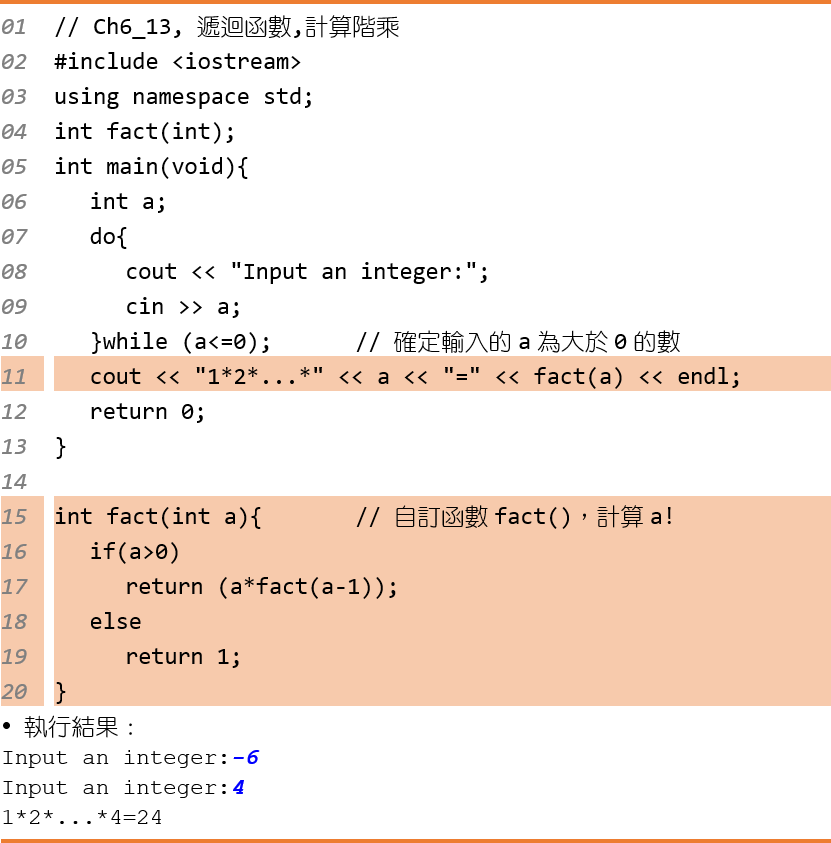 01 // Ch6_13, 遞迴函數,計算階乘
02 #include <iostream>
03 using namespace std;
04 int fact(int);
05 int main(void){
06 int a;
07 do{
08 cout << "Input an integer:";
09 cin >> a;
10 }while (a<=0); // 確定輸入的 a 為大於 0 的數
11 cout << "1*2*...*" << a << "=" << fact(a) << endl;
12 return 0;
13 }
14
15 int fact(int a){ // 自訂函數 fact()，計算 a!
16 if(a>0)
17 return (a*fact(a-1));
18 else
19 return 1;
20 }
• 執行結果：
Input an integer:-6
Input an integer:4
1*2*...*4=24